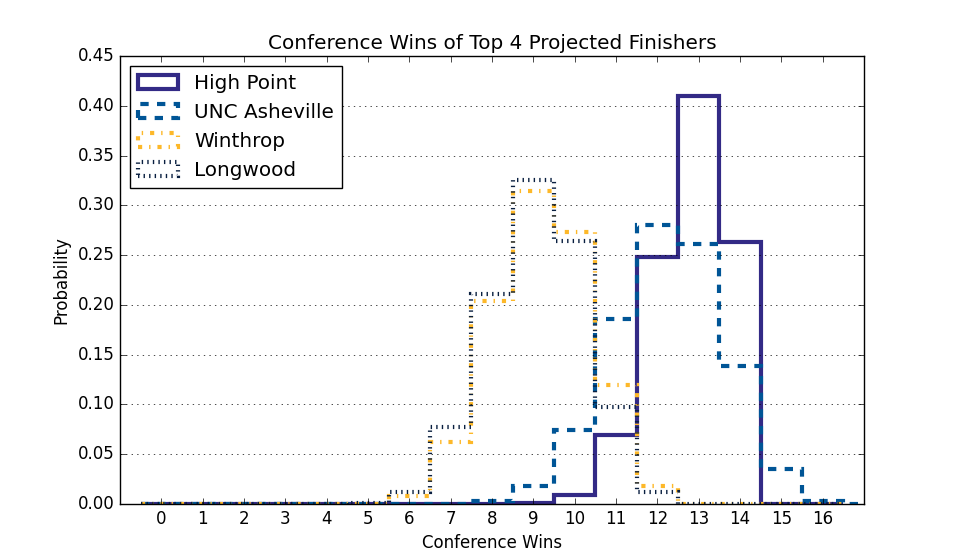 Conference Wins of Top 4 Projected Finishers
0.45
0.40
0.35
0.30
0.25
0.20
0.15
0.10
0.05
0.00
Probability
High Point
UNC Asheville
Winthrop
Longwood
0 1 2 3 4 5 6 7 8 9 10 11 12 13 14 15 16
Conference Wins